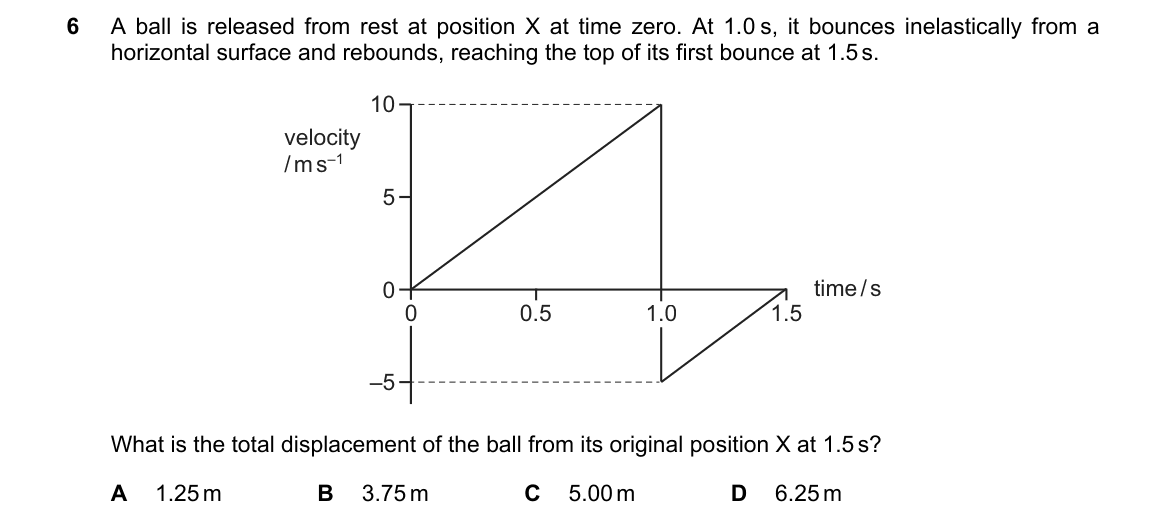 6 A ball is released from rest at position X at time zero. At 1.0 s, it bounces inelastically from a
horizontal surface and rebounds, reaching the top of its first bounce at 1.5 s.
10
velocity
/ m s⁻¹
5
0
time / s
0 0.5 1.0 1.5
–5
What is the total displacement of the ball from its original position X at 1.5 s?
A 1.25 m B 3.75 m C 5.00 m D 6.25 m